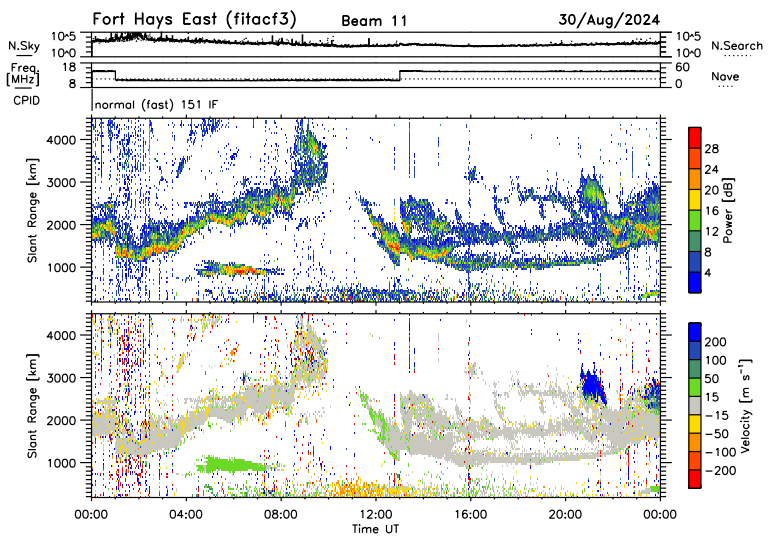 Fort Hays East (fitacf3) Beam 11 30/Aug/2024
N.Sky 10^5 10^0 10^5 10^0 N.Search
Freq. [MHz] 18 8 60 0 Nave
CPID normal (fast) 151 IF
Slant Range [km] 4000 3000 2000 1000
Power [dB] 28 24 20 16 12 8 4
Slant Range [km] 4000 3000 2000 1000
Velocity [m s^-1] 200 100 50 15 -15 -50 -100 -200
00:00 04:00 08:00 12:00 16:00 20:00 00:00
Time UT